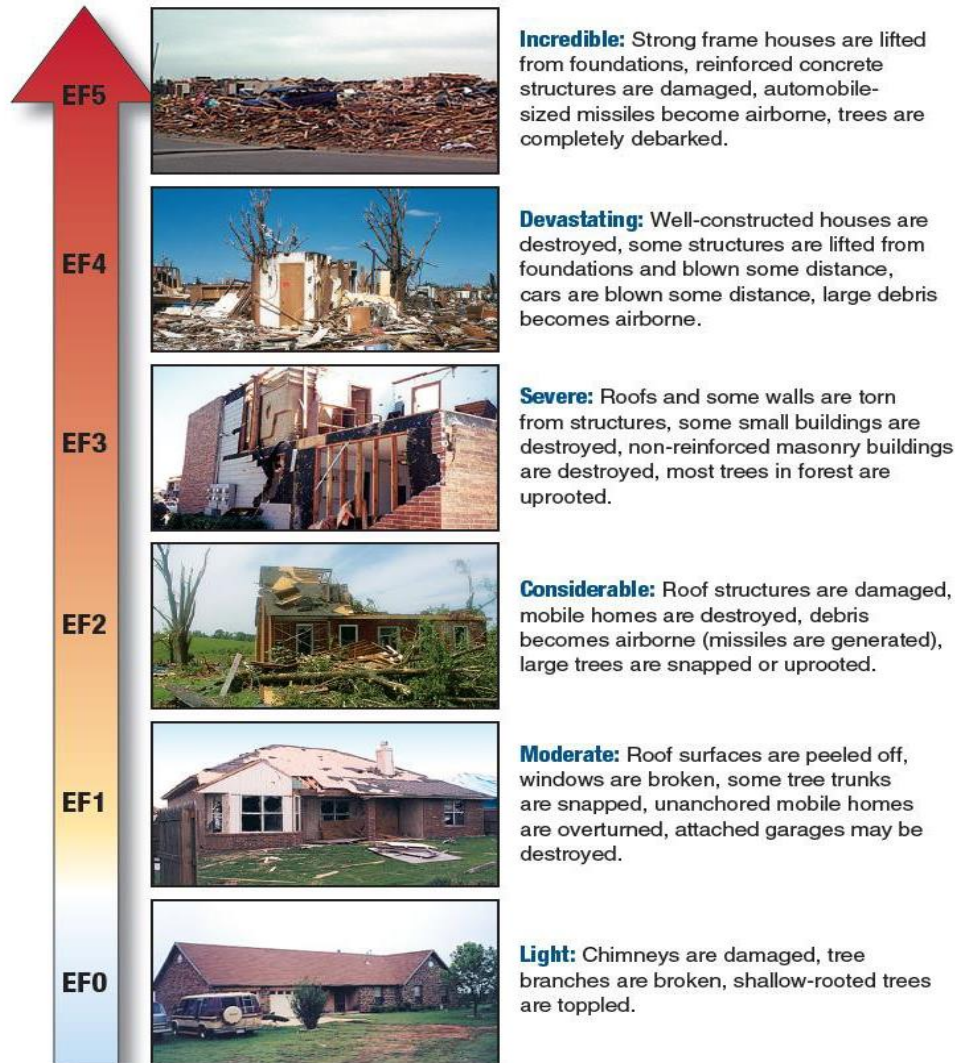 EF5
Incredible: Strong frame houses are lifted
from foundations, reinforced concrete
structures are damaged, automobile-
sized missiles become airborne, trees are
completely debarked.
EF4
Devastating: Well-constructed houses are
destroyed, some structures are lifted from
foundations and blown some distance,
cars are blown some distance, large debris
becomes airborne.
EF3
Severe: Roofs and some walls are torn
from structures, some small buildings are
destroyed, non-reinforced masonry buildings
are destroyed, most trees in forest are
uprooted.
EF2
Considerable: Roof structures are damaged,
mobile homes are destroyed, debris
becomes airborne (missiles are generated),
large trees are snapped or uprooted.
EF1
Moderate: Roof surfaces are peeled off,
windows are broken, some tree trunks
are snapped, unanchored mobile homes
are overturned, attached garages may be
destroyed.
EF0
Light: Chimneys are damaged, tree
branches are broken, shallow-rooted trees
are toppled.